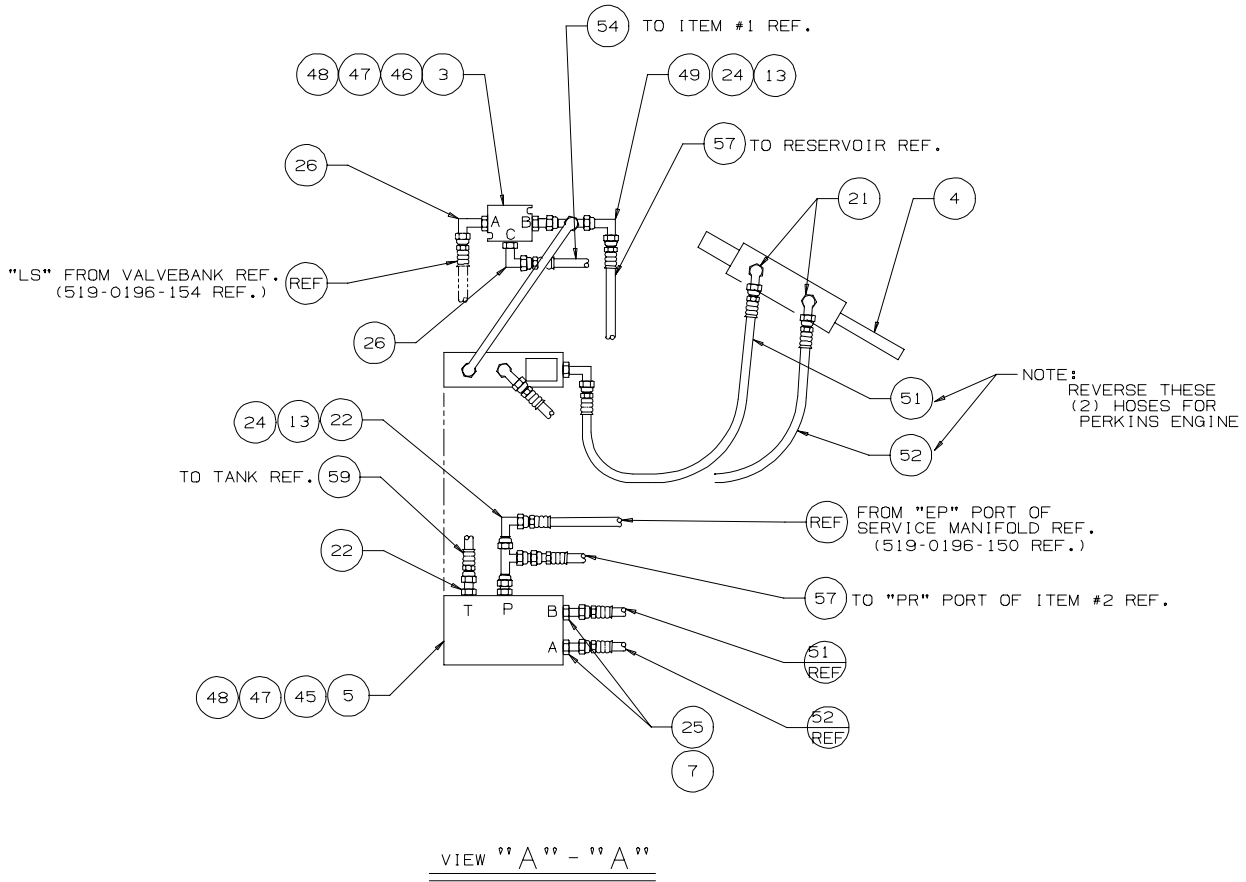 54 TO ITEM #1 REF.
48 47 46 3
49 24 13
57 TO RESERVOIR REF.
26
21
4
A B
C
"LS" FROM VALVEBANK REF.
(519-0196-154 REF.)
REF
26
51
NOTE:
REVERSE THESE
(2) HOSES FOR
PERKINS ENGINE
24 13 22
52
TO TANK REF. 59
REF
FROM "EP" PORT OF
SERVICE MANIFOLD REF.
(519-0196-150 REF.)
22
57 TO "PR" PORT OF ITEM #2 REF.
T P
B
A
51
REF
48 47 45 5
52
REF
25
7
VIEW "A" - "A"